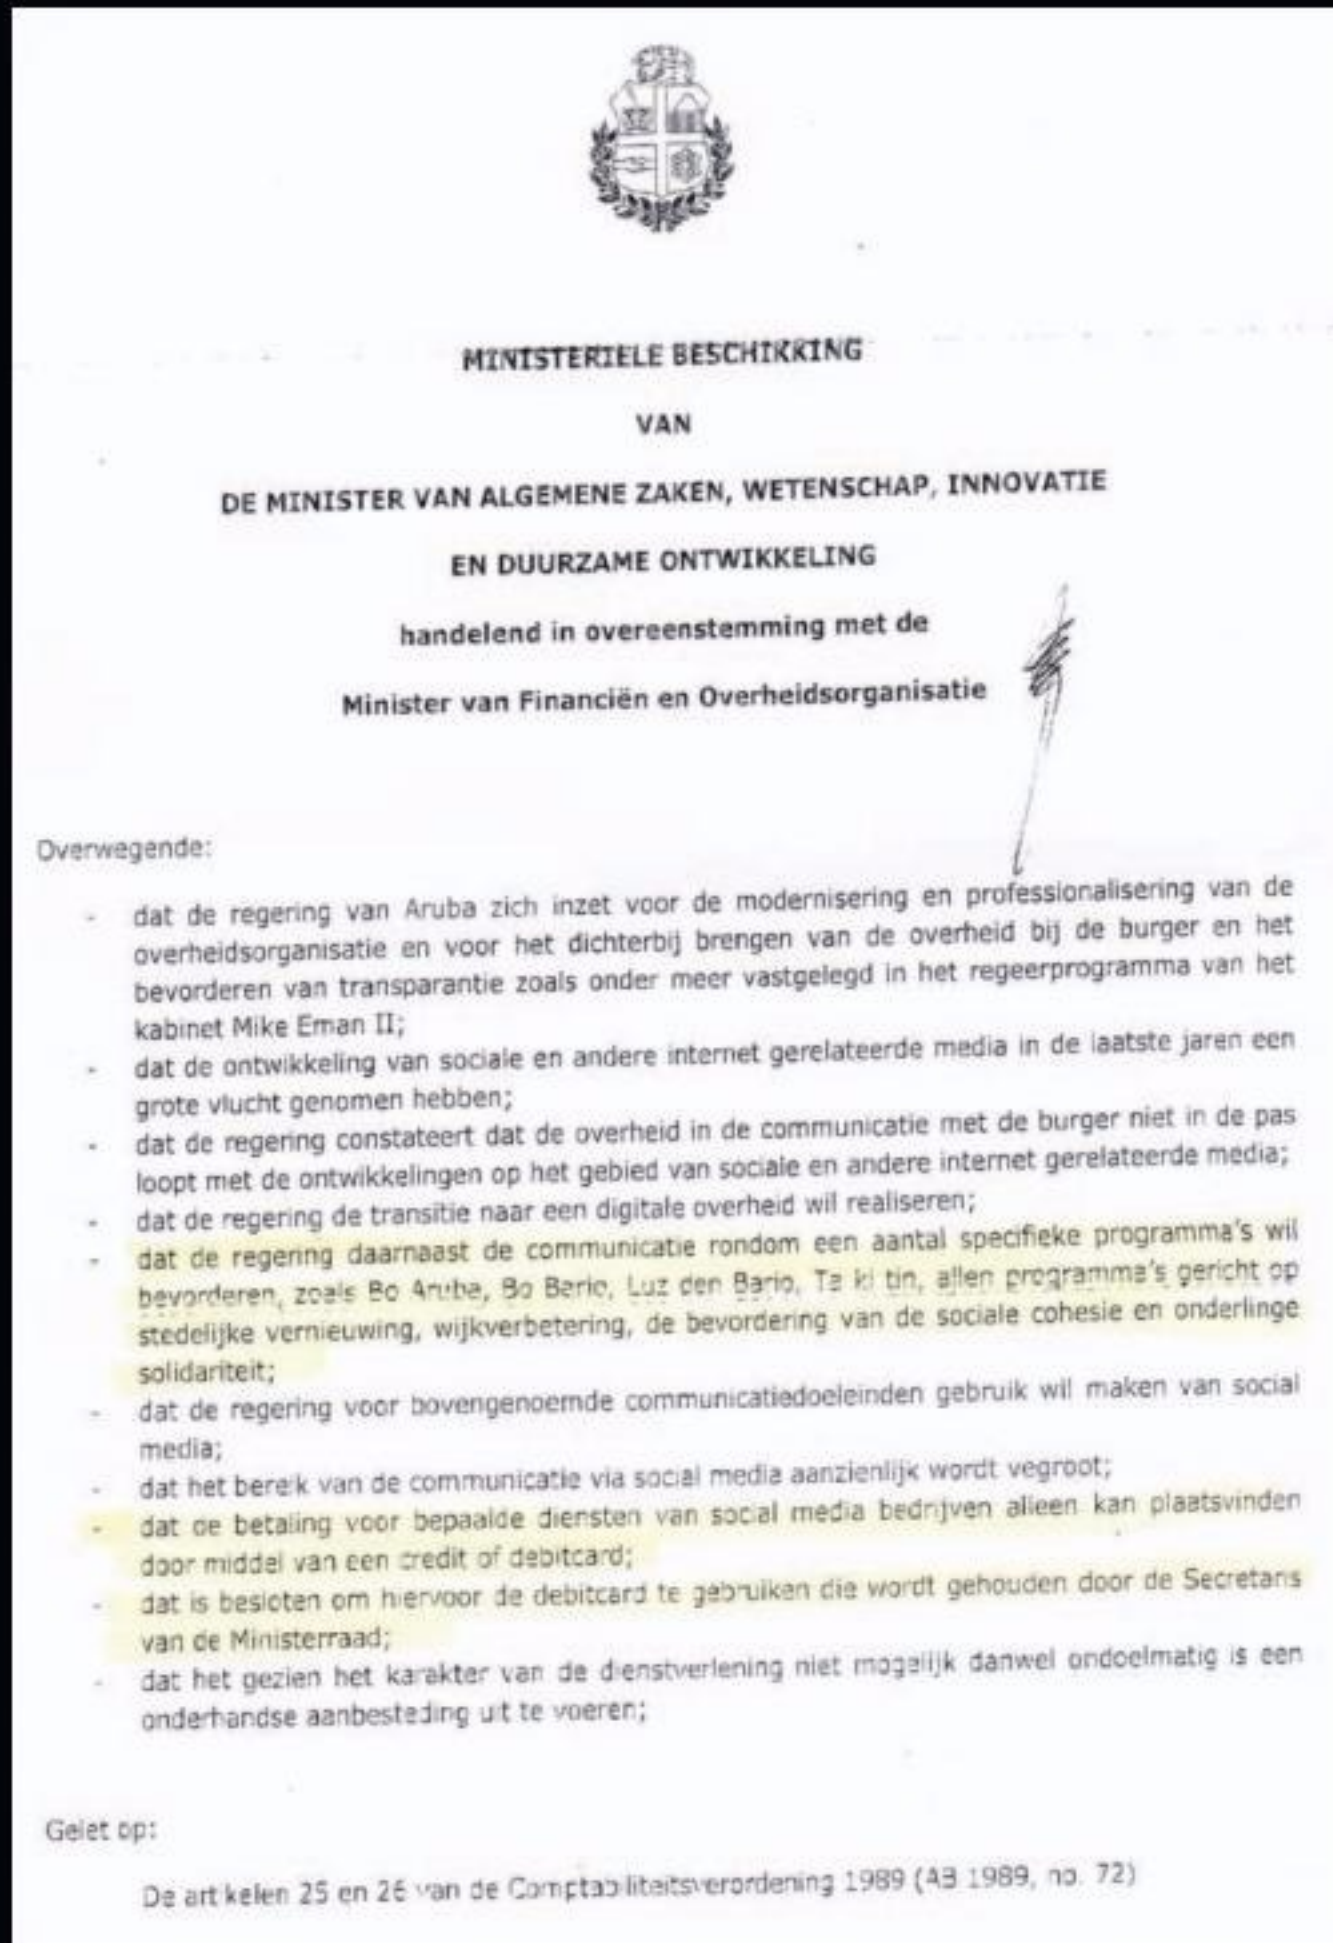 MINISTERIELE BESCHIKKING
VAN
DE MINISTER VAN ALGEMENE ZAKEN, WETENSCHAP, INNOVATIE
EN DUURZAME ONTWIKKELING
handelend in overeenstemming met de
Minister van Financiën en Overheidsorganisatie
Overwegende:
- dat de regering van Aruba zich inzet voor de modernisering en professionalisering van de
overheidsorganisatie en voor het dichterbij brengen van de overheid bij de burger en het
bevorderen van transparantie zoals onder meer vastgelegd in het regeerprogramma van het
kabinet Mike Eman II;
- dat de ontwikkeling van sociale en andere internet gerelateerde media in de laatste jaren een
grote vlucht genomen hebben;
- dat de regering constateert dat de overheid in de communicatie met de burger niet in de pas
loopt met de ontwikkelingen op het gebied van sociale en andere internet gerelateerde media;
- dat de regering de transitie naar een digitale overheid wil realiseren;
- dat de regering daarnaast de communicatie rondom een aantal specifieke programma's wil
bevorderen, zoals Bo Aruba, Bo Bario, Luz den Bario, Ta ki tin, allen programma's gericht op
stedelijke vernieuwing, wijkverbetering, de bevordering van de sociale cohesie en onderlinge
solidariteit;
- dat de regering voor bovengenoemde communicatiedoeleinden gebruik wil maken van social
media;
- dat het bereik van de communicatie via social media aanzienlijk wordt vegroot;
- dat de betaling voor bepaalde diensten van social media bedrijven alleen kan plaatsvinden
door middel van een credit of debitcard;
- dat is besloten om hiervoor de debitcard te gebruiken die wordt gehouden door de Secretaris
van de Ministerraad;
- dat het gezien het karakter van de dienstverlening niet mogelijk danwel ondoelmatig is een
onderhandse aanbesteding uit te voeren;
Gelet op:
De artikelen 25 en 26 van de Comptabiliteitsverordening 1989 (AB 1989, no. 72)